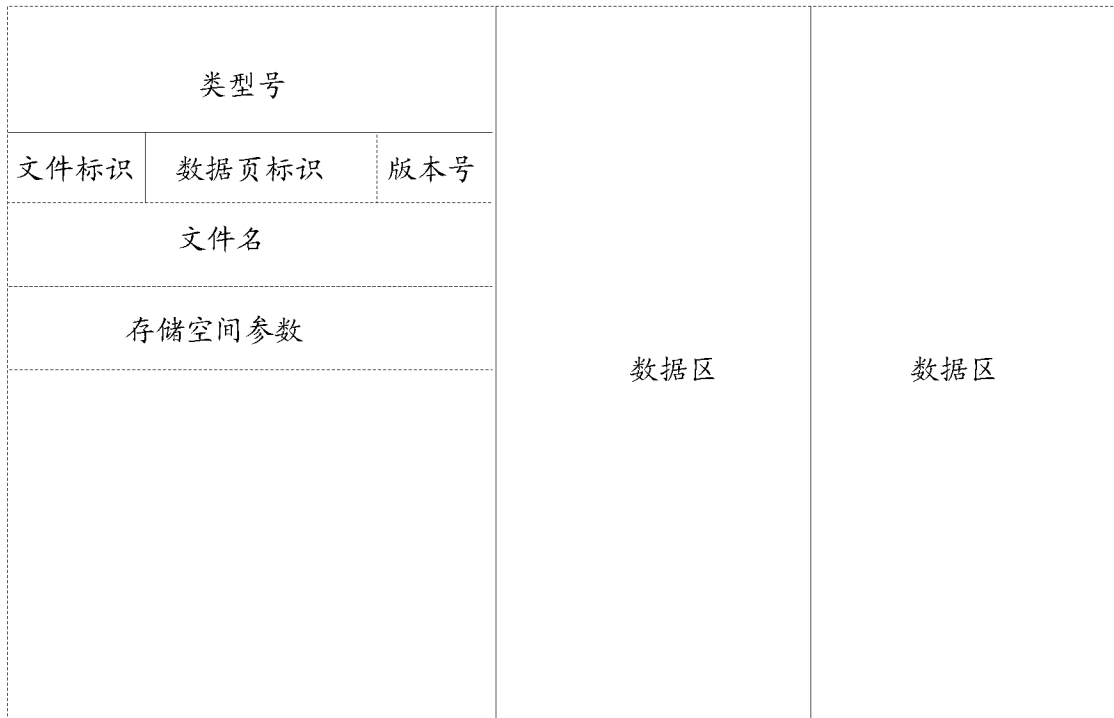 类型号
文件标识 数据页标识 版本号
文件名
存储空间参数
数据区 数据区